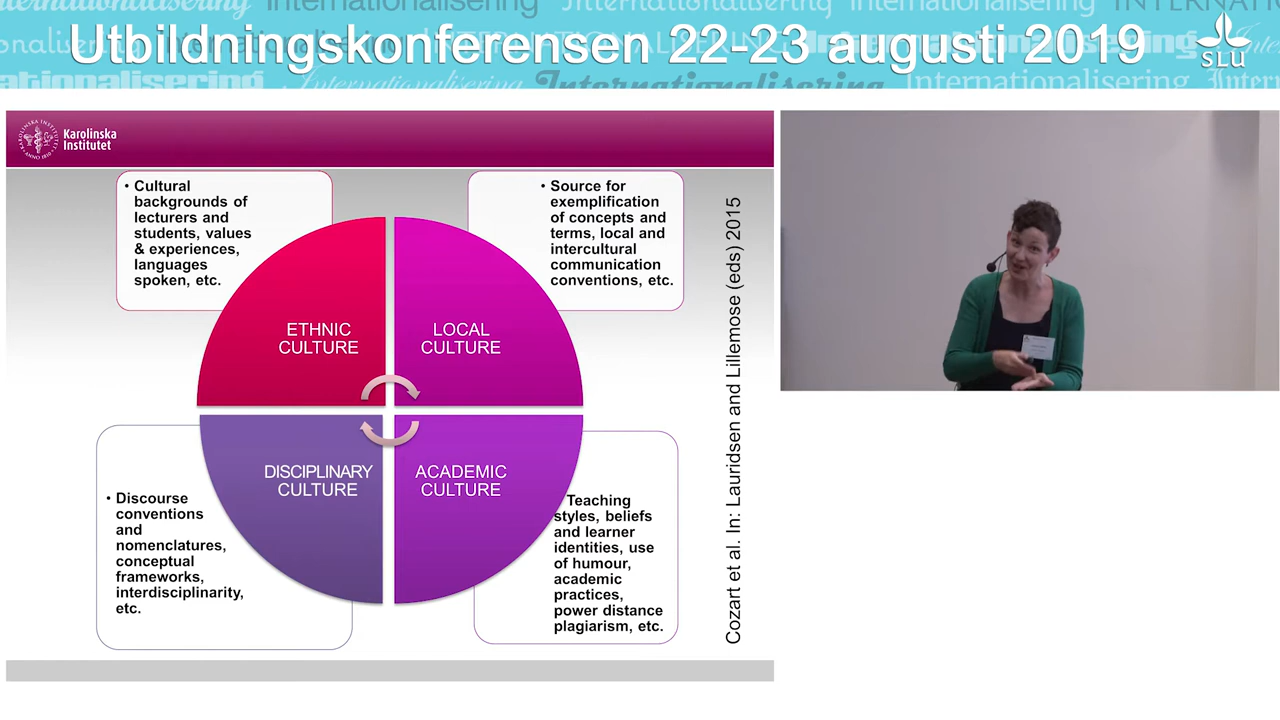 Utbildningskonferensen 22-23 augusti 2019
SLU
Karolinska
Institutet
• Cultural
backgrounds of
lecturers and
students, values
& experiences,
languages
spoken, etc.
• Source for
exemplification
of concepts and
terms, local and
intercultural
communication
conventions, etc.
ETHNIC
CULTURE
LOCAL
CULTURE
DISCIPLINARY
CULTURE
ACADEMIC
CULTURE
• Discourse
conventions
and
nomenclatures,
conceptual
frameworks,
interdisciplinarity,
etc.
Teaching
styles, beliefs
and learner
identities, use
of humour,
academic
practices,
power distance
plagiarism, etc.
Cozart et al. In: Lauridsen and Lillemose (eds) 2015